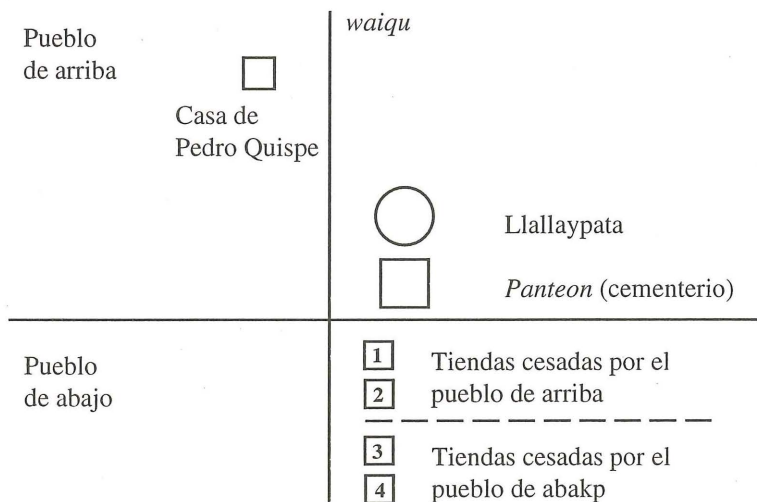 Pueblo
de arriba
waiqu
Casa de
Pedro Quispe
Llallaypata
Panteon (cementerio)
Pueblo
de abajo
1
2
Tiendas cesadas por el
pueblo de arriba
3
4
Tiendas cesadas por el
pueblo de abakp